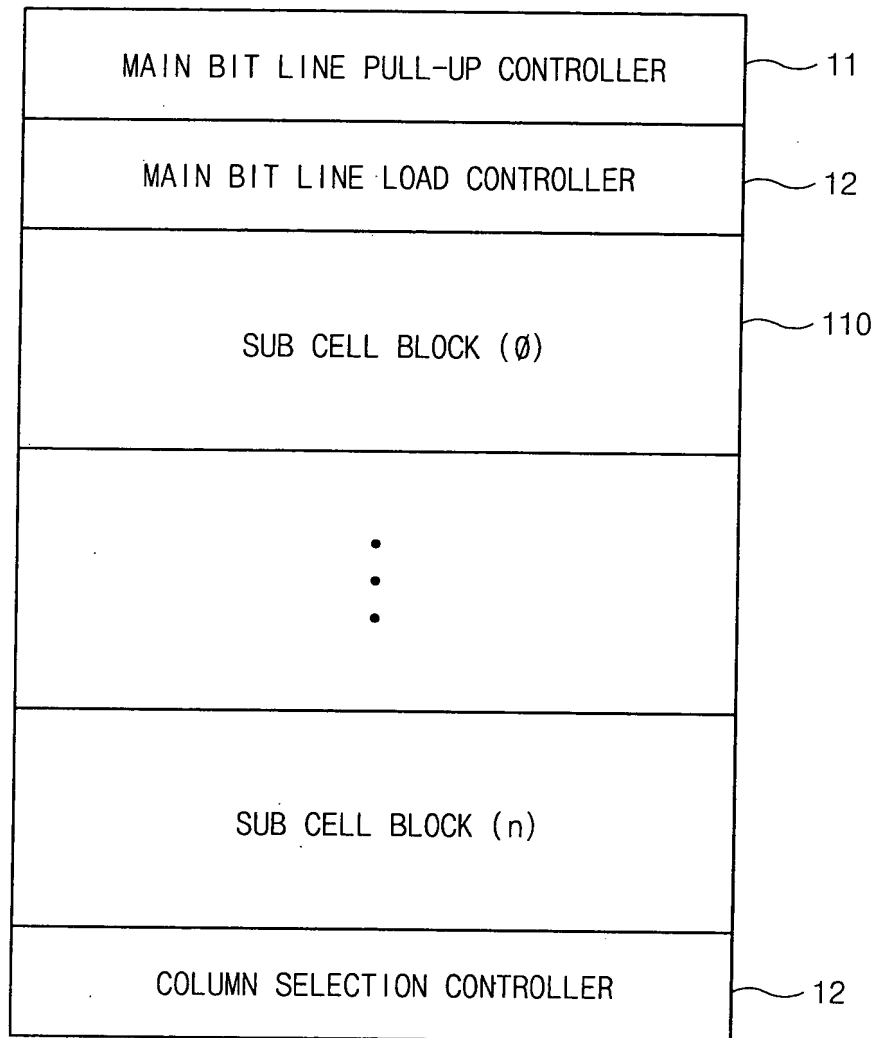 MAIN BIT LINE PULL-UP CONTROLLER 11
MAIN BIT LINE LOAD CONTROLLER 12
SUB CELL BLOCK (Ø) 110
SUB CELL BLOCK (n)
COLUMN SELECTION CONTROLLER 12